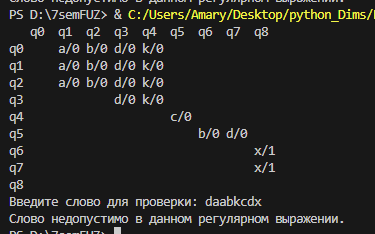 Слово недопустимо в данном регулярном выражении.
PS D:\7semFUZ> & C:/Users/Amary/Desktop/python_Dims/
q0 q1 q2 q3 q4 q5 q6 q7 q8
q0 a/0 b/0 d/0 k/0
q1 a/0 b/0 d/0 k/0
q2 a/0 b/0 d/0 k/0
q3 d/0 k/0
q4 c/0
q5 b/0 d/0
q6 x/1
q7 x/1
q8
Введите слово для проверки: daabkcdx
Слово недопустимо в данном регулярном выражении.
PS D:\7semFUZ>